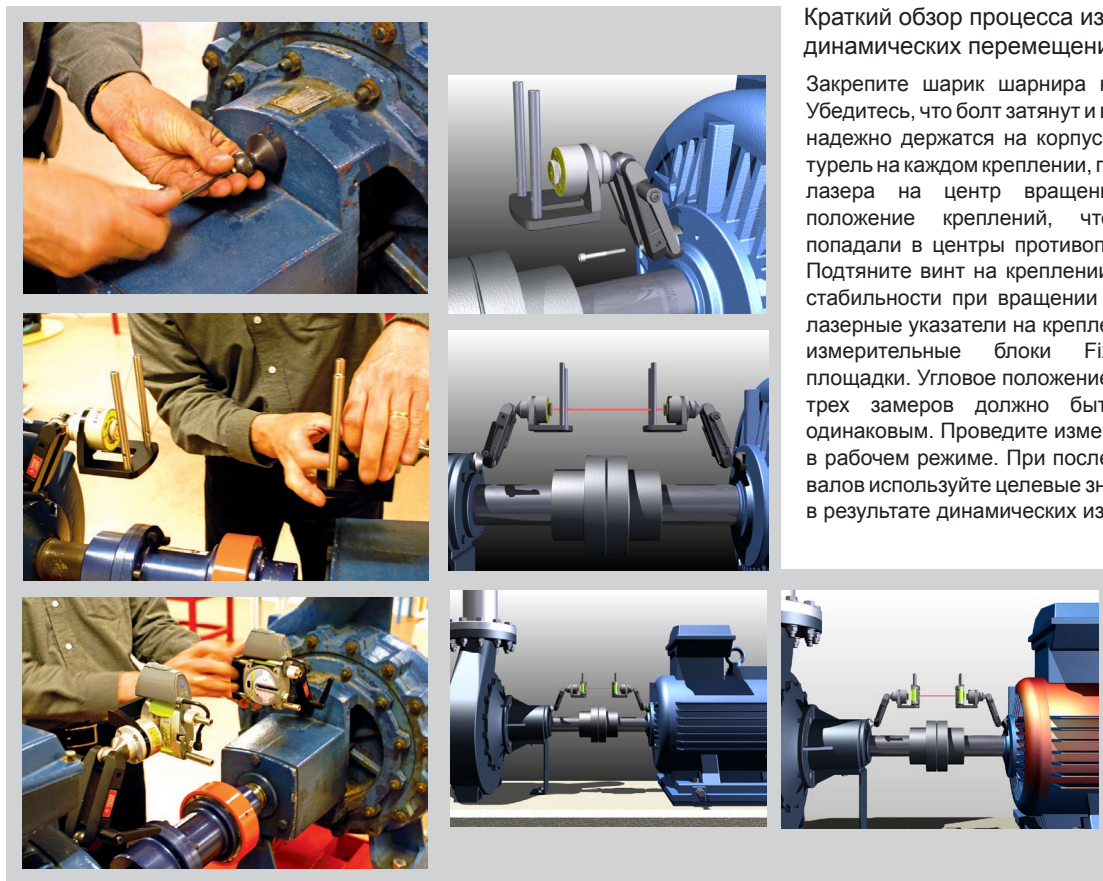 Краткий обзор процесса из
динамических перемещени
Закрепите шарик шарнира
Убедитесь, что болт затянут и
надежно держатся на корпус
турель на каждом креплении,
лазера на центр вращен
положение креплений, чт
попадали в центры противоп
Подтяните винт на креплении
стабильности при вращении
лазерные указатели на крепле
измерительные блоки Fi
площадки. Угловое положение
трех замеров должно быт
одинаковым. Проведите изме
в рабочем режиме. При после
валов используйте целевые зн
в результате динамических из